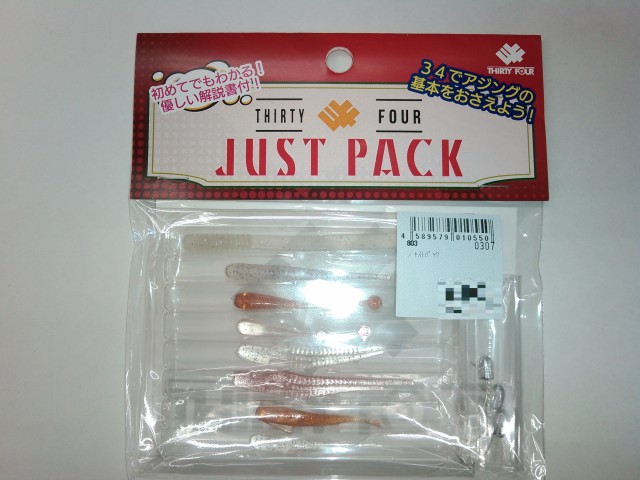 初めてでもわかる!
優しい解説書付!!
34でアジングの
基本をおさえよう!
THIRTY FOUR
THIRTY FOUR
JUST PACK
4 589579 010550
803
0307